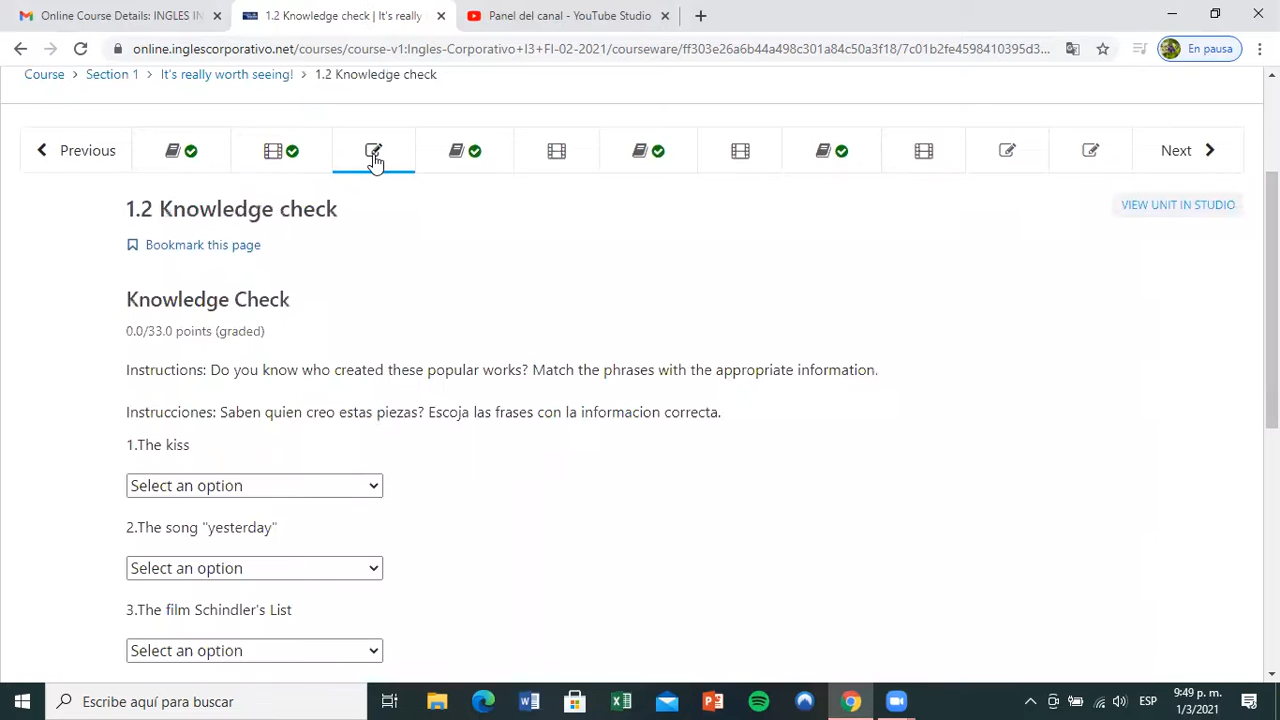 Online Course Details: INGLES IN
1.2 Knowledge check | It's really
Panel del canal - YouTube Studio
online.inglescorporativo.net/courses/course-v1:Ingles-Corporativo+I3+FI-02-2021/courseware/ff303e26a6b44a498c301a84c50a3f18/7c01b2fe4598410395d3...
En pausa
Course > Section 1 > It's really worth seeing! > 1.2 Knowledge check
Previous
Next
1.2 Knowledge check
VIEW UNIT IN STUDIO
Bookmark this page
Knowledge Check
0.0/33.0 points (graded)
Instructions: Do you know who created these popular works? Match the phrases with the appropriate information.
Instrucciones: Saben quien creo estas piezas? Escoja las frases con la informacion correcta.
1.The kiss
Select an option
2.The song "yesterday"
Select an option
3.The film Schindler's List
Select an option
Escribe aquí para buscar
ESP
9:49 p. m.
1/3/2021